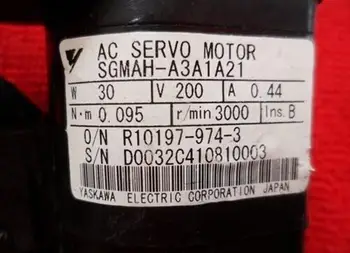 AC SERVO MOTOR
SGMAH-A3A1A21
W 30 V 200 A 0.44
N·m 0.095 r/min 3000 Ins. B
O/N R10197-974-3
S/N D0032C410810003
YASKAWA ELECTRIC CORPORATION JAPAN